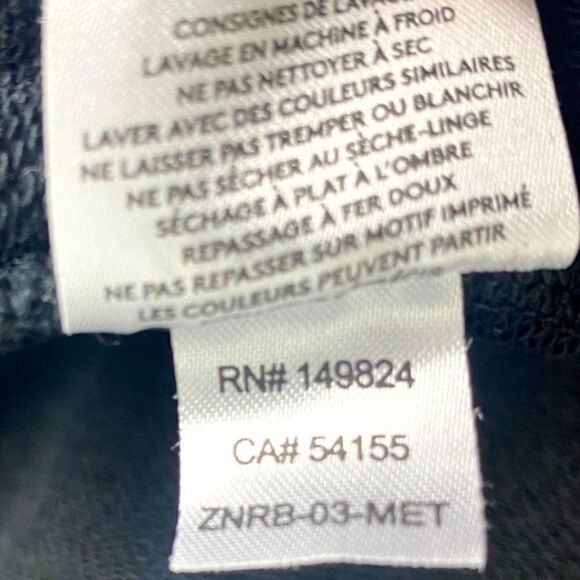 CONSIGNES DE LAVAGE
LAVAGE EN MACHINE À FROID
NE PAS NETTOYER À SEC
LAVER AVEC DES COULEURS SIMILAIRES
NE LAISSER PAS TREMPER OU BLANCHIR
NE PAS SÉCHER AU SÈCHE-LINGE
SÉCHAGE À PLAT À L'OMBRE
REPASSAGE À FER DOUX
NE PAS REPASSER SUR MOTIF IMPRIMÉ
LES COULEURS PEUVENT PARTIR
RN# 149824
CA# 54155
ZNRB-03-MET